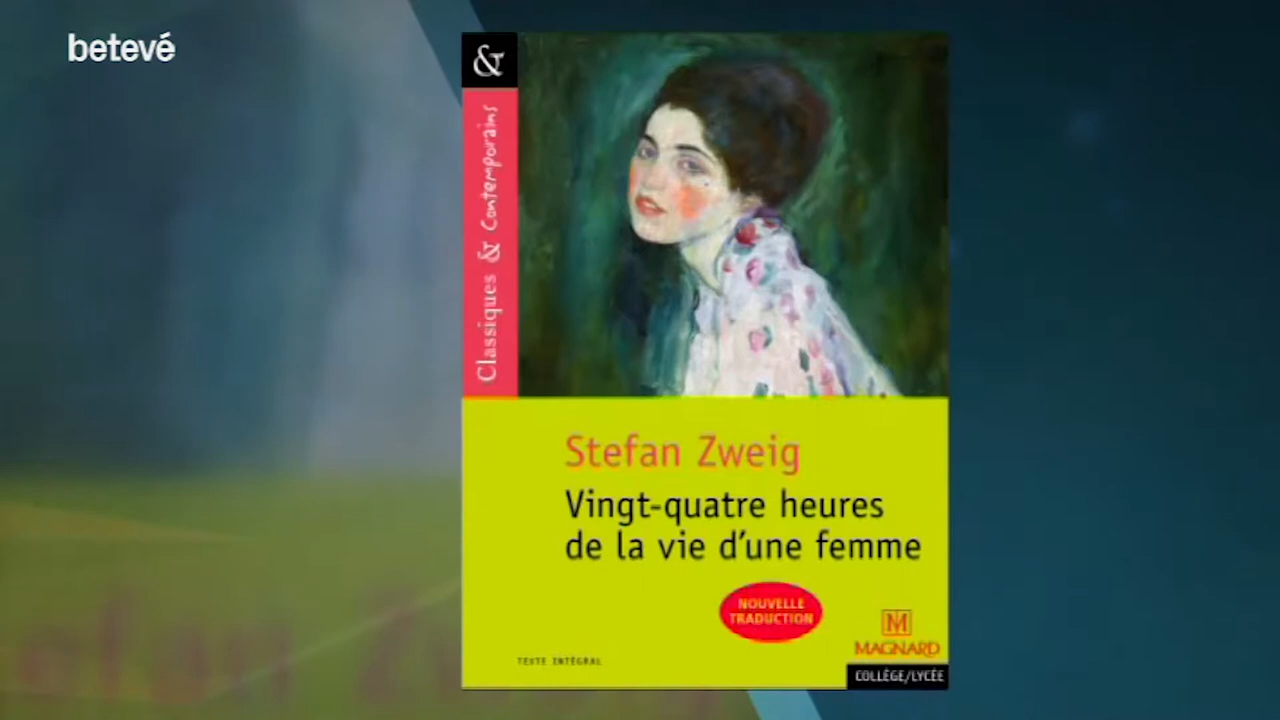 betevé
&
Classiques & Contemporains
Stefan Zweig
Vingt-quatre heures
de la vie d'une femme
NOUVELLE
TRADUCTION
TEXTE INTÉGRAL
M
MAGNARD
COLLÈGE/LYCÉE